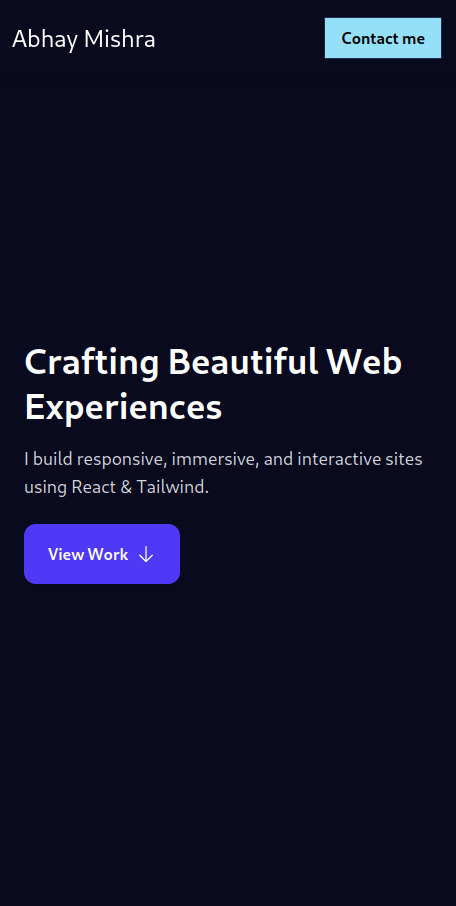 Abhay Mishra
Contact me
Crafting Beautiful Web
Experiences
I build responsive, immersive, and interactive sites
using React & Tailwind.
View Work ↓